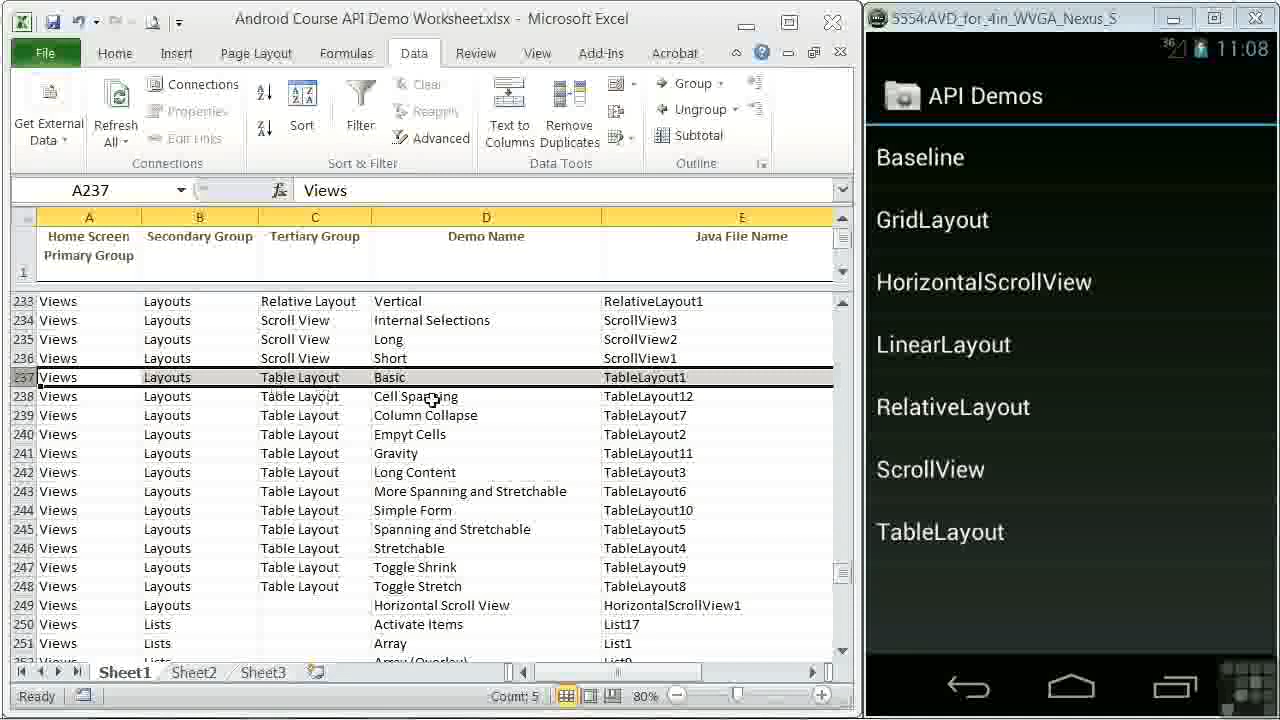 Android Course API Demo Worksheet.xlsx - Microsoft Excel
File Home Insert Page Layout Formulas Data Review View Add-Ins Acrobat
Get External Data
Refresh All
Connections
Properties
Edit Links
Connections
Sort
Filter
Clear
Reapply
Advanced
Sort & Filter
Text to Columns
Remove Duplicates
Data Tools
Group
Ungroup
Subtotal
Outline
A237 fx Views
A B C D E
1 Home Screen Primary Group Secondary Group Tertiary Group Demo Name Java File Name
233 Views Layouts Relative Layout Vertical RelativeLayout1
234 Views Layouts Scroll View Internal Selections ScrollView3
235 Views Layouts Scroll View Long ScrollView2
236 Views Layouts Scroll View Short ScrollView1
237 Views Layouts Table Layout Basic TableLayout1
238 Views Layouts Table Layout Cell Spanning TableLayout12
239 Views Layouts Table Layout Column Collapse TableLayout7
240 Views Layouts Table Layout Empyt Cells TableLayout2
241 Views Layouts Table Layout Gravity TableLayout11
242 Views Layouts Table Layout Long Content TableLayout3
243 Views Layouts Table Layout More Spanning and Stretchable TableLayout6
244 Views Layouts Table Layout Simple Form TableLayout10
245 Views Layouts Table Layout Spanning and Stretchable TableLayout5
246 Views Layouts Table Layout Stretchable TableLayout4
247 Views Layouts Table Layout Toggle Shrink TableLayout9
248 Views Layouts Table Layout Toggle Stretch TableLayout8
249 Views Layouts Horizontal Scroll View HorizontalScrollView1
250 Views Lists Activate Items List17
251 Views Lists Array List1
Views Lists Array (Overlay)
Sheet1 Sheet2 Sheet3
Ready Count: 5 80%
5554:AVD_for_4in_WVGA_Nexus_S
36 11:08
API Demos
Baseline
GridLayout
HorizontalScrollView
LinearLayout
RelativeLayout
ScrollView
TableLayout